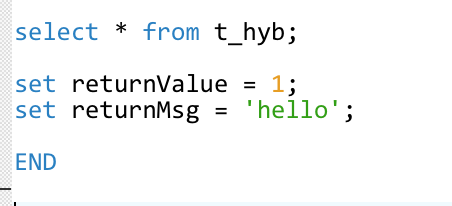 select * from t_hyb;
set returnValue = 1;
set returnMsg = 'hello';
END